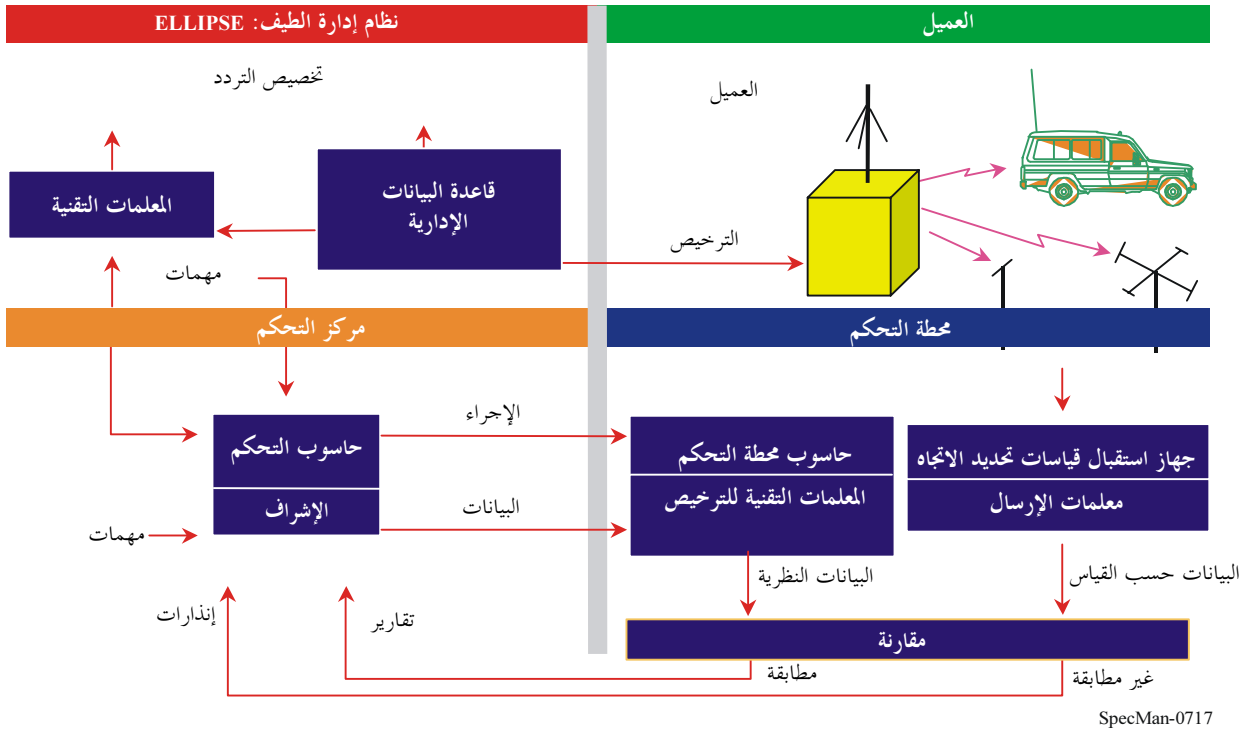 العميل
نظام إدارة الطيف: ELLIPSE
العميل
تخصيص التردد
قاعدة البيانات
الإدارية
المعلمات التقنية
الترخيص
مهمات
محطة التحكم
مركز التحكم
الإجراء
حاسوب التحكم
الإشراف
البيانات
مهمات
جهاز استقبال قياسات تحديد الاتجاه
معلمات الإرسال
حاسوب محطة التحكم
المعلمات التقنية للترخيص
البيانات حسب القياس
البيانات النظرية
تقارير
إنذارات
مقارنة
غير مطابقة
مطابقة
SpecMan-0717